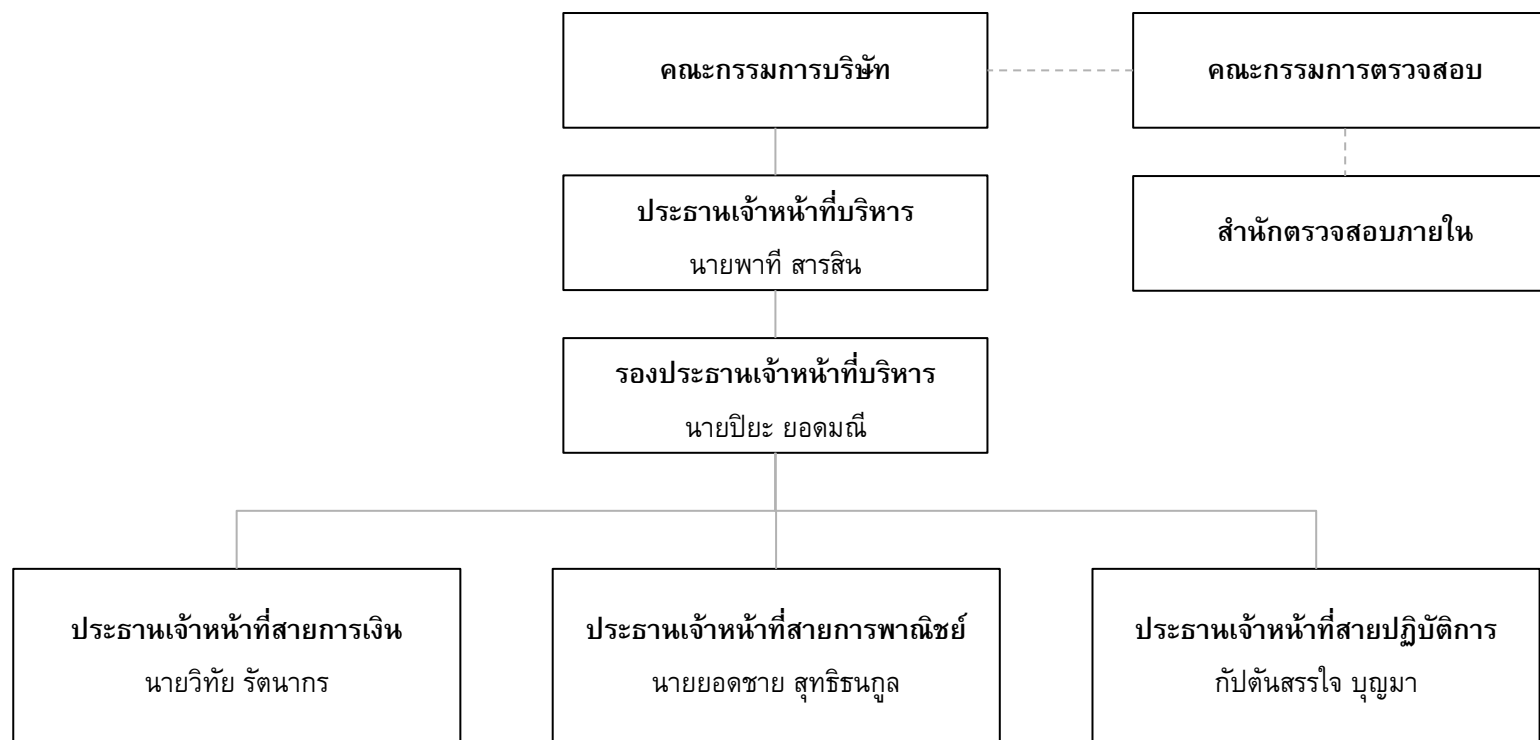 คณะกรรมการบริษัท
คณะกรรมการตรวจสอบ
ประธานเจ้าหน้าที่บริหาร
นายพาที สารสิน
สำนักตรวจสอบภายใน
รองประธานเจ้าหน้าที่บริหาร
นายปิยะ ยอดมณี
ประธานเจ้าหน้าที่สายการเงิน
นายวิทัย รัตนากร
ประธานเจ้าหน้าที่สายการพาณิชย์
นายยอดชาย สุทธิธนกูล
ประธานเจ้าหน้าที่สายปฏิบัติการ
กัปตันสรรใจ บุญมา